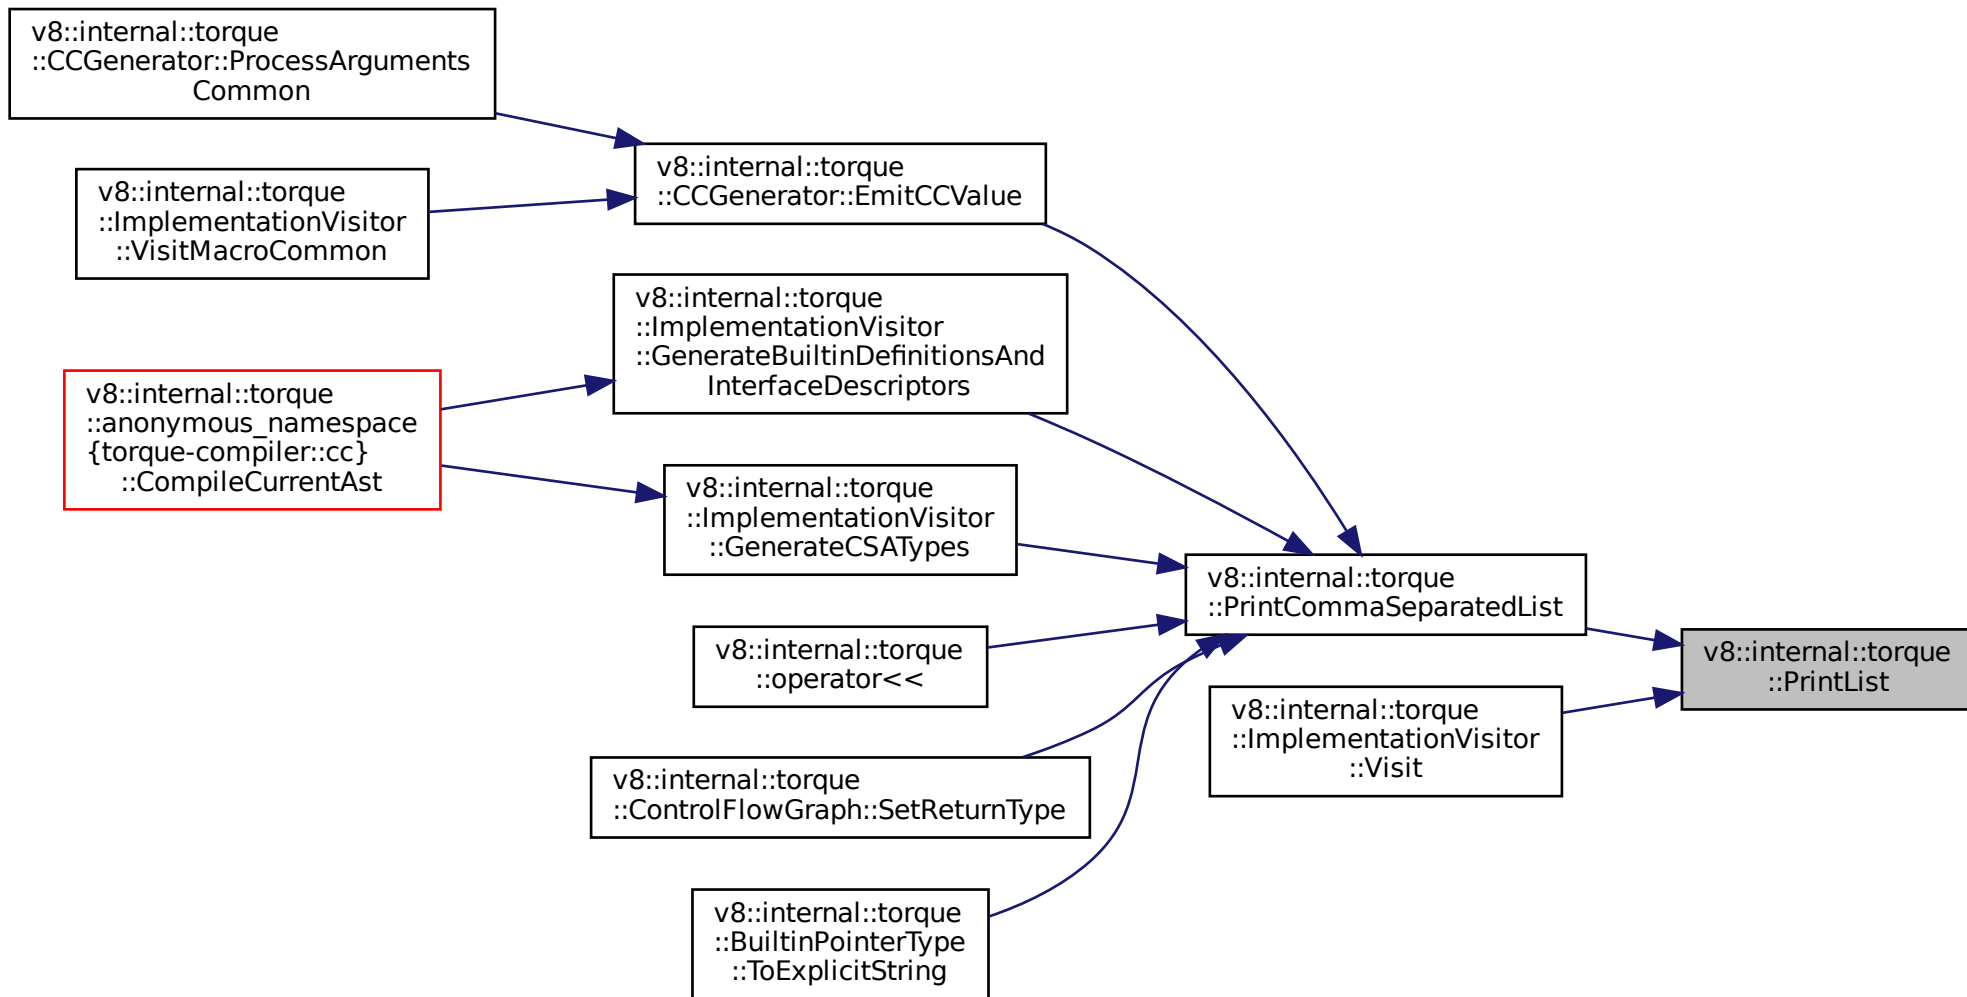 v8::internal::torque
::CCGenerator::ProcessArguments
Common
v8::internal::torque
::ImplementationVisitor
::VisitMacroCommon
v8::internal::torque
::anonymous_namespace
{torque-compiler::cc}
::CompileCurrentAst
v8::internal::torque
::CCGenerator::EmitCCValue
v8::internal::torque
::ImplementationVisitor
::GenerateBuiltinDefinitionsAnd
InterfaceDescriptors
v8::internal::torque
::ImplementationVisitor
::GenerateCSATypes
v8::internal::torque
::operator<<
v8::internal::torque
::ControlFlowGraph::SetReturnType
v8::internal::torque
::BuiltinPointerType
::ToExplicitString
v8::internal::torque
::PrintCommaSeparatedList
v8::internal::torque
::ImplementationVisitor
::Visit
v8::internal::torque
::PrintList